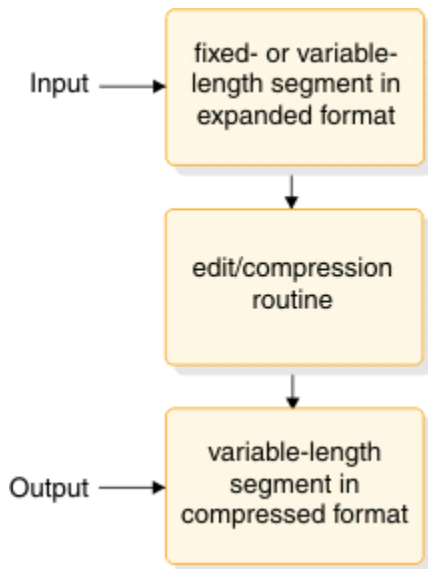 Input
fixed- or variable-
length segment in
expanded format
edit/compression
routine
Output
variable-length
segment in
compressed format